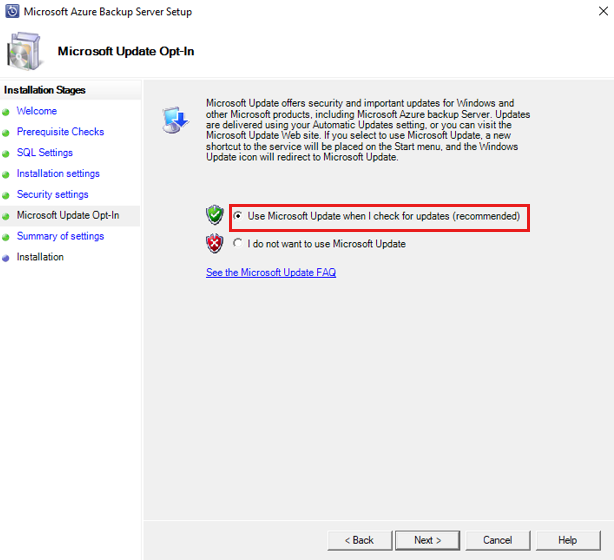 Microsoft Azure Backup Server Setup
Microsoft Update Opt-In
Installation Stages
Welcome
Prerequisite Checks
SQL Settings
Installation settings
Security settings
Microsoft Update Opt-In
Summary of settings
Installation
Microsoft Update offers security and important updates for Windows and
other Microsoft products, including Microsoft Azure backup Server. Updates
are delivered using your Automatic Updates setting, or you can visit the
Microsoft Update Web site. If you select to use Microsoft Update, a new
shortcut to the service will be placed on the Start menu, and the Windows
Update icon will redirect to Microsoft Update.
Use Microsoft Update when I check for updates (recommended)
I do not want to use Microsoft Update
See the Microsoft Update FAQ
< Back
Next >
Cancel
Help